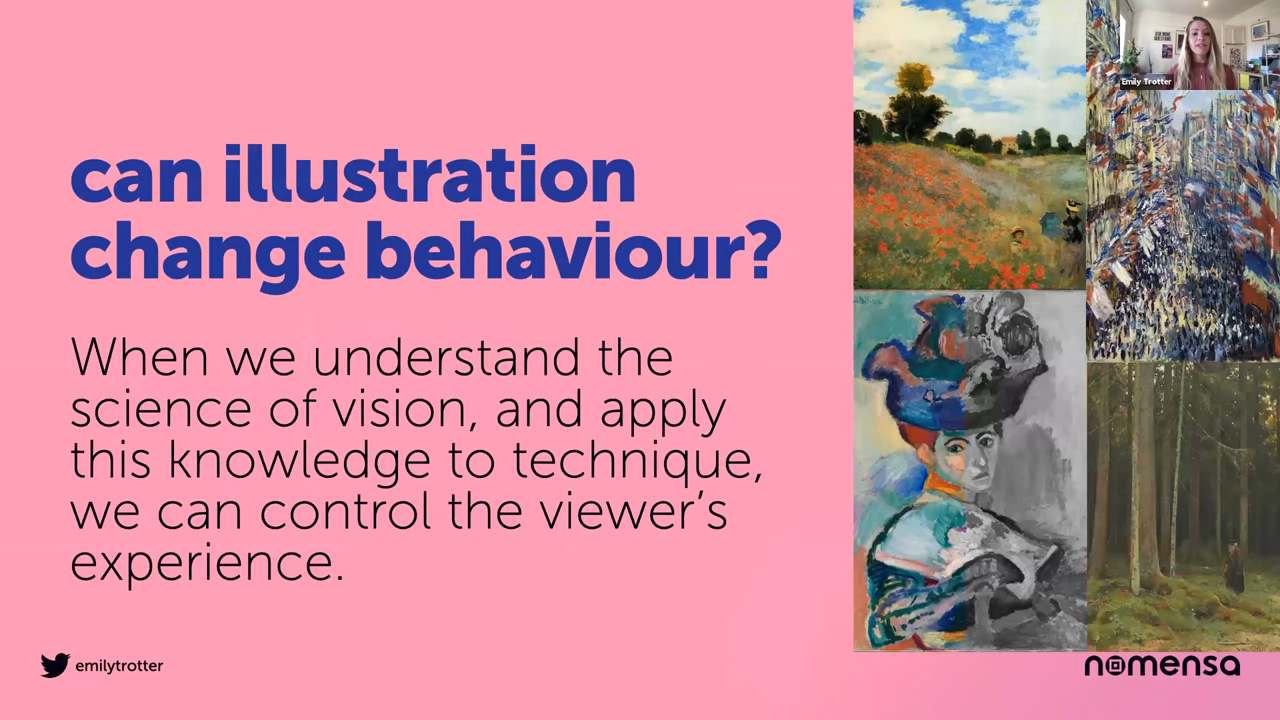 can illustration
change behaviour?
When we understand the
science of vision, and apply
this knowledge to technique,
we can control the viewer's
experience.
emilytrotter
nomensa
Emily Trotter